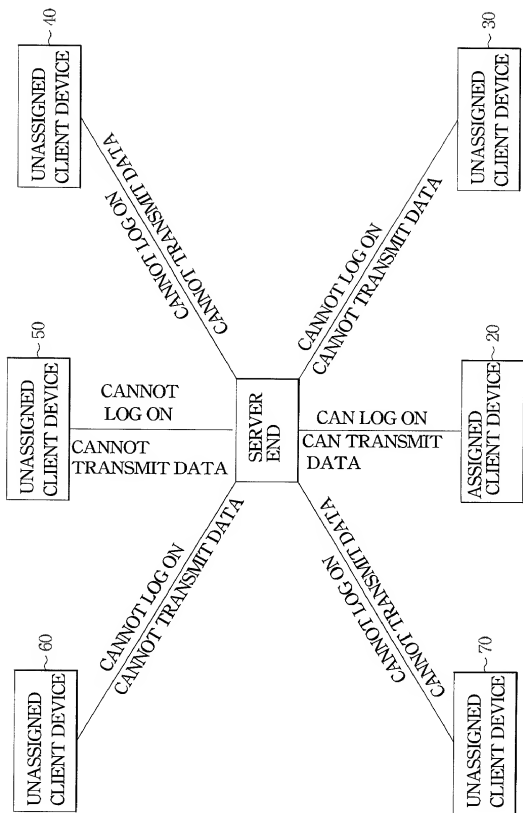 40
UNASSIGNED
CLIENT DEVICE
CANNOT LOG ON
CANNOT TRANSMIT DATA
30
UNASSIGNED
CLIENT DEVICE
CANNOT LOG ON
CANNOT TRANSMIT DATA
50
UNASSIGNED
CLIENT DEVICE
CANNOT
LOG ON
CANNOT
TRANSMIT DATA
SERVER
END
CAN LOG ON
CAN TRANSMIT
DATA
20
ASSIGNED
CLIENT DEVICE
60
UNASSIGNED
CLIENT DEVICE
CANNOT LOG ON
CANNOT TRANSMIT DATA
70
UNASSIGNED
CLIENT DEVICE
CANNOT LOG ON
CANNOT TRANSMIT DATA